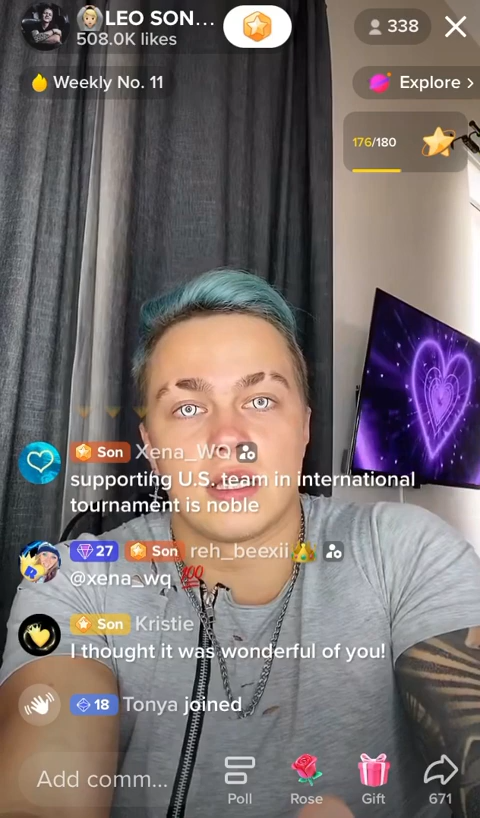 LEO SON...
508.0K likes
338
Weekly No. 11
Explore >
176/180
Son Xena_WQ
supporting U.S. team in international
tournament is noble
27 Son reh_beexii
@xena_wq 💯
Son Kristie
I thought it was wonderful of you!
18 Tonya joined
Add comm...
Poll
Rose
Gift
671